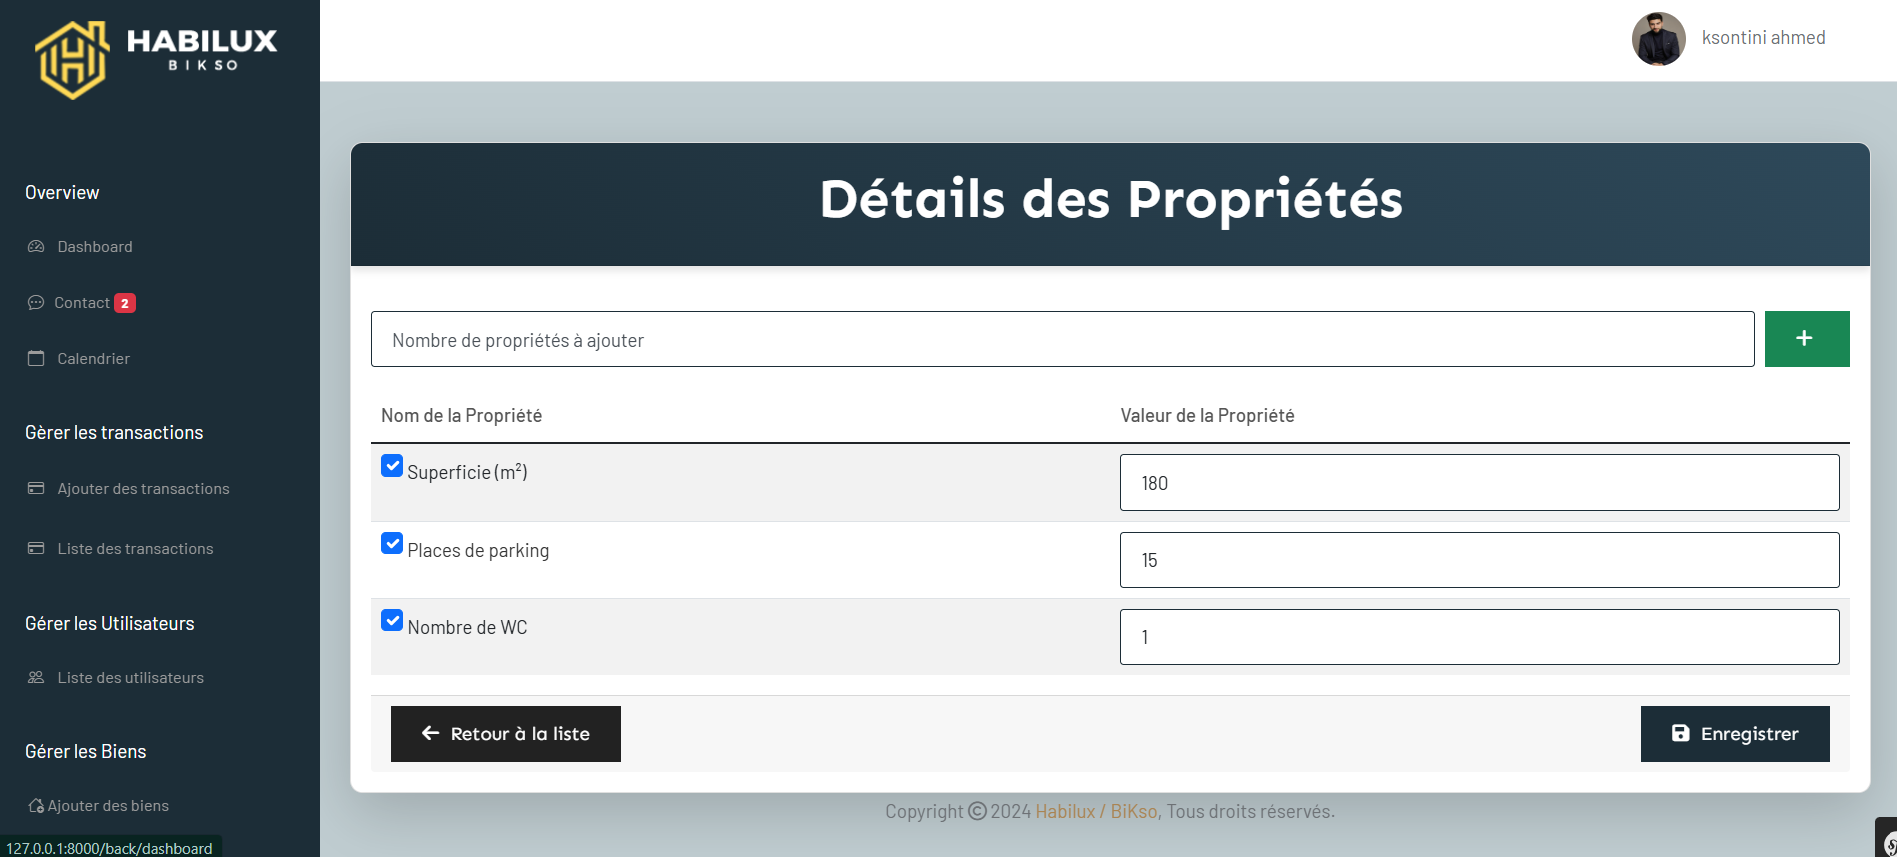 HABILUX
BIKSO
ksontini ahmed
Overview
Dashboard
Contact 2
Calendrier
Gèrer les transactions
Ajouter des transactions
Liste des transactions
Gérer les Utilisateurs
Liste des utilisateurs
Gérer les Biens
Ajouter des biens
127.0.0.1:8000/back/dashboard
Détails des Propriétés
Nombre de propriétés à ajouter
+
Nom de la Propriété Valeur de la Propriété
Superficie (m²) 180
Places de parking 15
Nombre de WC 1
Retour à la liste Enregistrer
Copyright © 2024 Habilux / BiKso, Tous droits réservés.